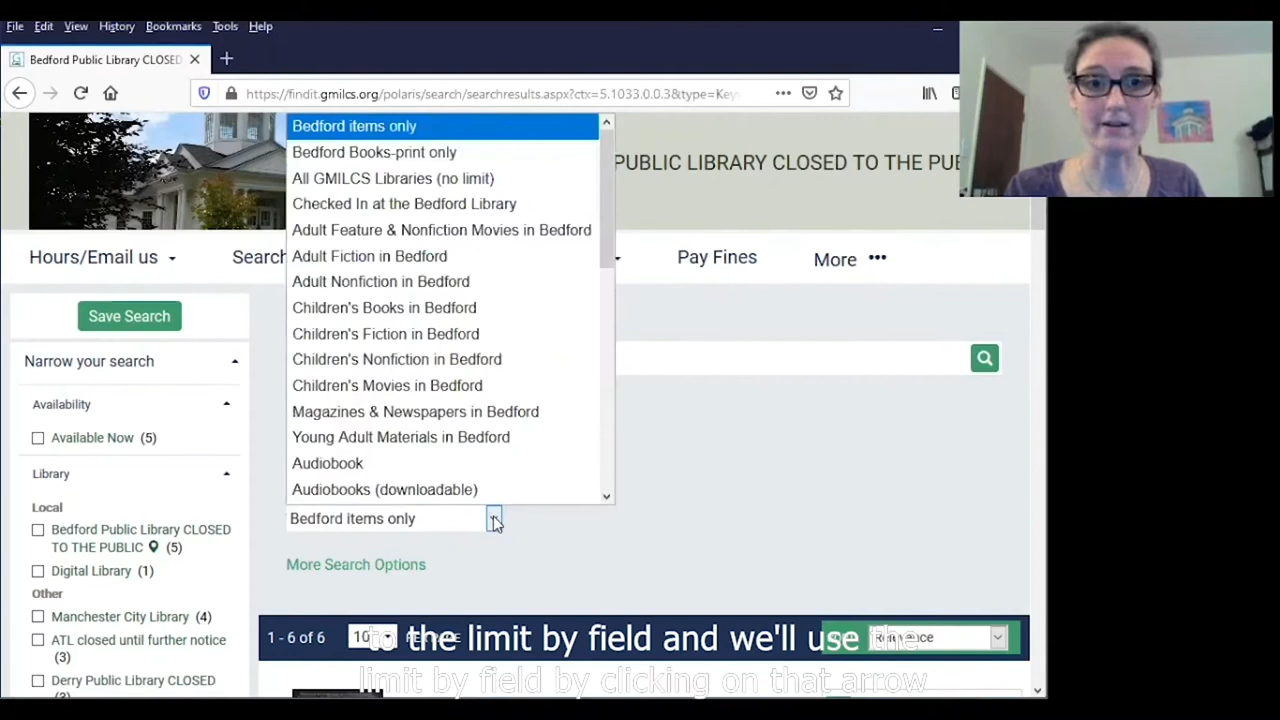 File Edit View History Bookmarks Tools Help
Bedford Public Library CLOSED
https://findit.gmilcs.org/polaris/search/searchresults.aspx?ctx=5.1033.0.0.3&type=Key
PUBLIC LIBRARY CLOSED TO THE PU
Hours/Email us Search Pay Fines More •••
Bedford items only
Bedford Books-print only
All GMILCS Libraries (no limit)
Checked In at the Bedford Library
Adult Feature & Nonfiction Movies in Bedford
Adult Fiction in Bedford
Adult Nonfiction in Bedford
Children's Books in Bedford
Children's Fiction in Bedford
Children's Nonfiction in Bedford
Children's Movies in Bedford
Magazines & Newspapers in Bedford
Young Adult Materials in Bedford
Audiobook
Audiobooks (downloadable)
Bedford items only
More Search Options
Save Search
Narrow your search
Availability
Available Now (5)
Library
Local
Bedford Public Library CLOSED
TO THE PUBLIC (5)
Digital Library (1)
Other
Manchester City Library (4)
ATL closed until further notice
(3)
Derry Public Library CLOSED
1 - 6 of 6 10
to the limit by field and we'll use the
limit by field by clicking on that arrow